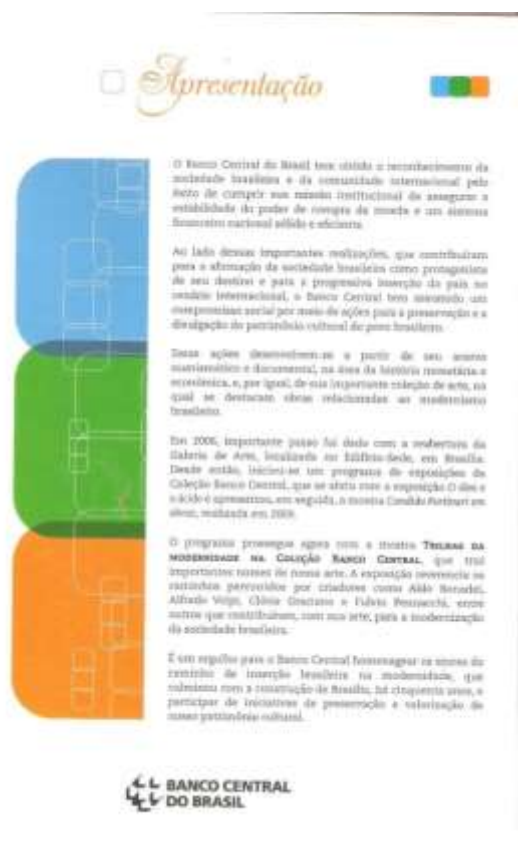 Apresentação
O Banco Central do Brasil tem obtido o reconhecimento da
sociedade brasileira e da comunidade internacional pelo
êxito de cumprir sua missão institucional de assegurar a
estabilidade do poder de compra da moeda e um sistema
financeiro nacional sólido e eficiente.
Ao lado dessas importantes realizações, que contribuíram
para a afirmação da sociedade brasileira como protagonista
de seu destino e para a progressiva inserção do país no
cenário internacional, o Banco Central tem assumido um
compromisso social por meio de ações para a preservação e a
divulgação do patrimônio cultural do povo brasileiro.
Essas ações desenvolvem-se a partir de seu acervo
numismático e documental, na área da história monetária e
econômica, e, por igual, de sua importante coleção de arte, na
qual se destacam obras relacionadas ao modernismo
brasileiro.
Em 2006, importante passo foi dado com a reabertura da
Galeria de Arte, localizada no Edifício-Sede, em Brasília.
Desde então, iniciou-se um programa de exposições da
Coleção Banco Central, que se abriu com a exposição O óleo e
o ácido e apresentou, em seguida, a mostra Candido Portinari em
obras, realizada em
O programa prossegue agora com a mostra TRILHAS DA
MODERNIDADE NA COLEÇÃO BANCO CENTRAL, que traz
importantes nomes de nossa arte. A exposição reverencia os
caminhos percorridos por criadores como Aldo Bonadei,
Alfredo Volpi, Clóvis Graciano e Fulvio Pennacchi, entre
outros que contribuíram, com sua arte, para a modernização
da sociedade brasileira.
É um orgulho para o Banco Central homenagear os atores do
caminho de inserção brasileira na modernidade, que
culminou com a construção de Brasília, há cinquenta anos, e
participar de iniciativas de preservação e valorização de
nosso patrimônio cultural.
BANCO CENTRAL
DO BRASIL